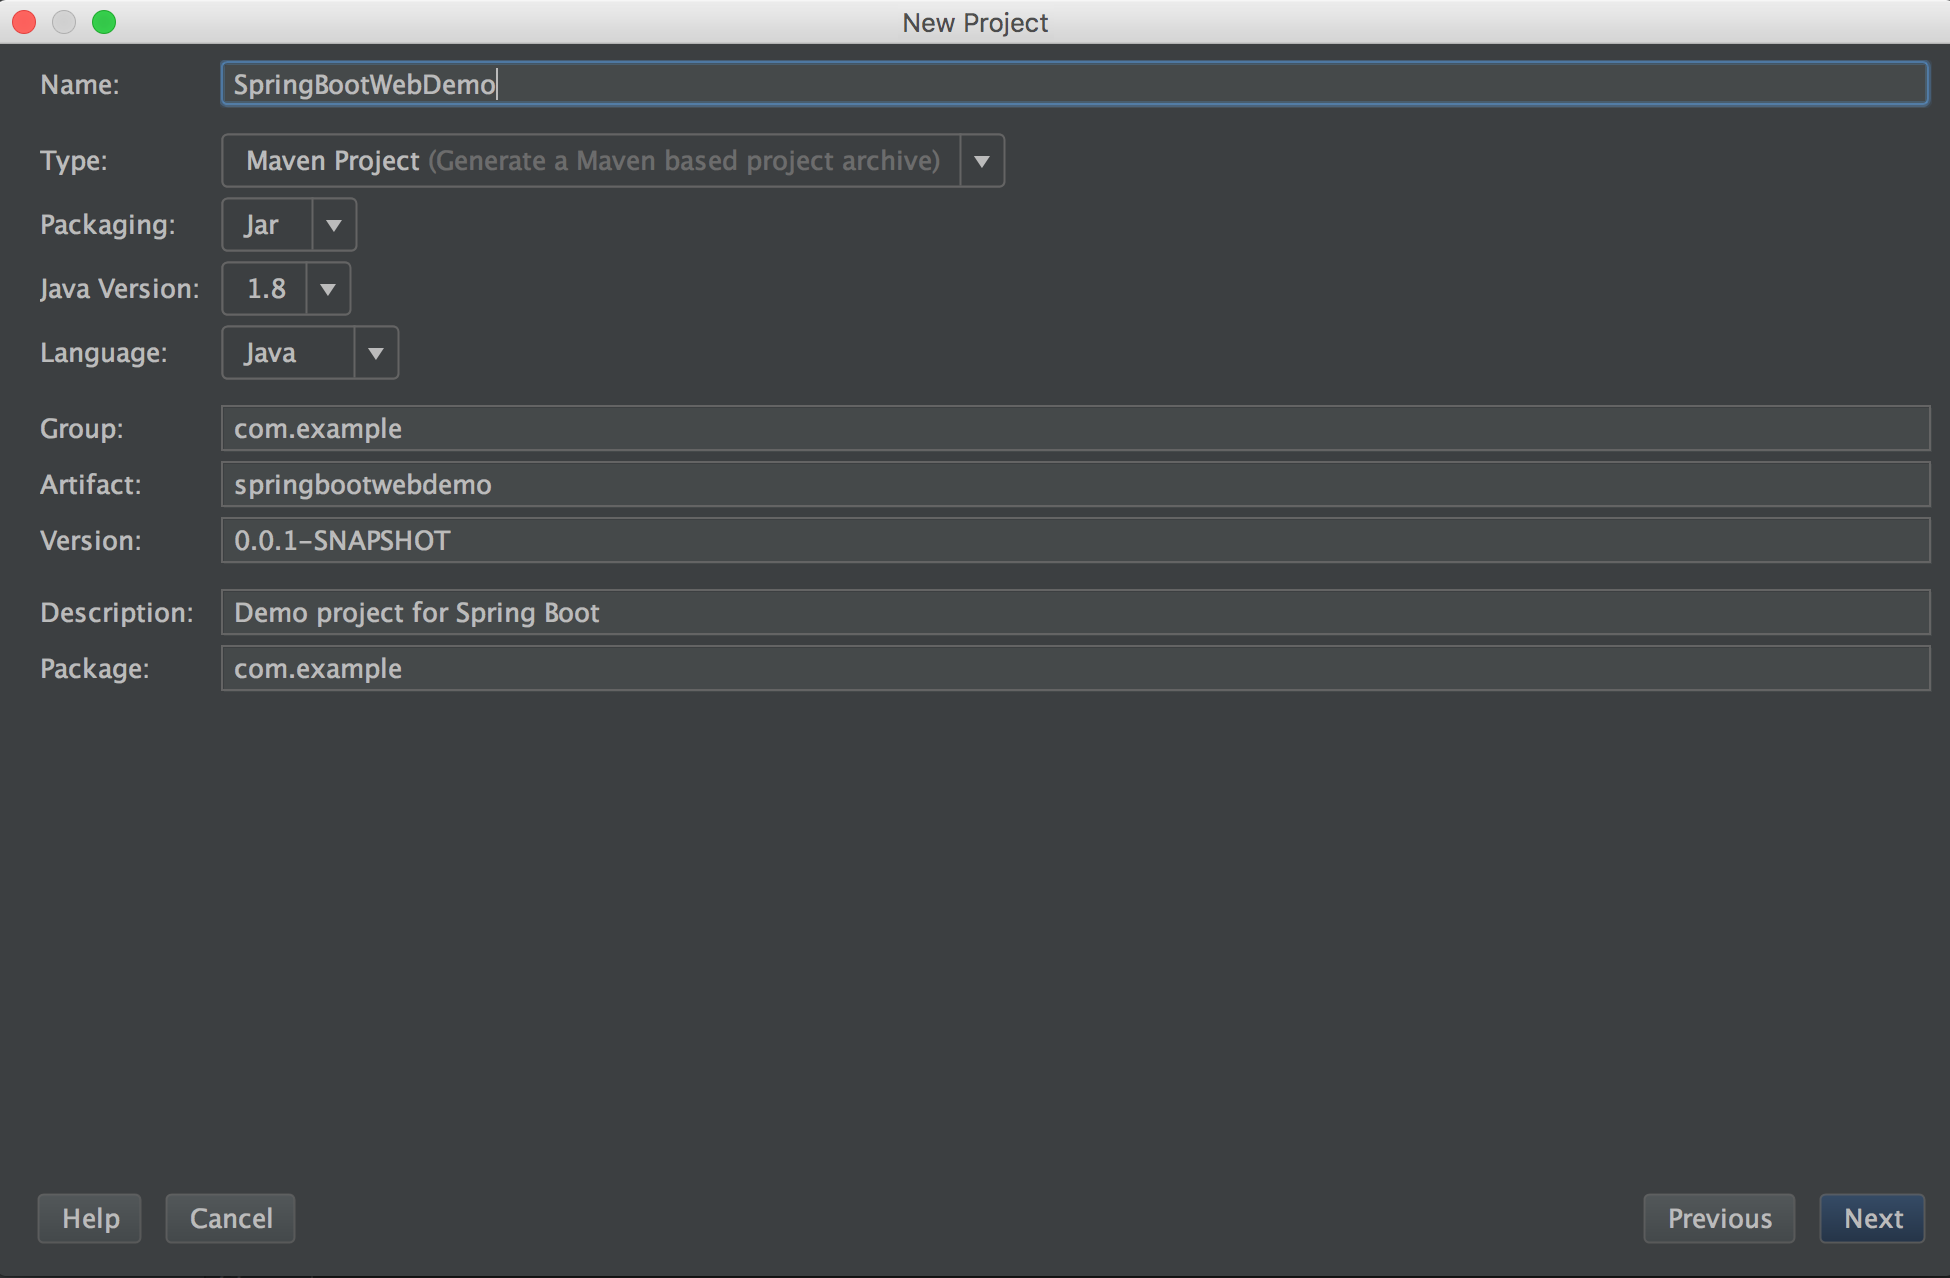 New Project
Name: SpringBootWebDemo
Type: Maven Project (Generate a Maven based project archive)
Packaging: Jar
Java Version: 1.8
Language: Java
Group: com.example
Artifact: springbootwebdemo
Version: 0.0.1-SNAPSHOT
Description: Demo project for Spring Boot
Package: com.example
Help Cancel Previous Next